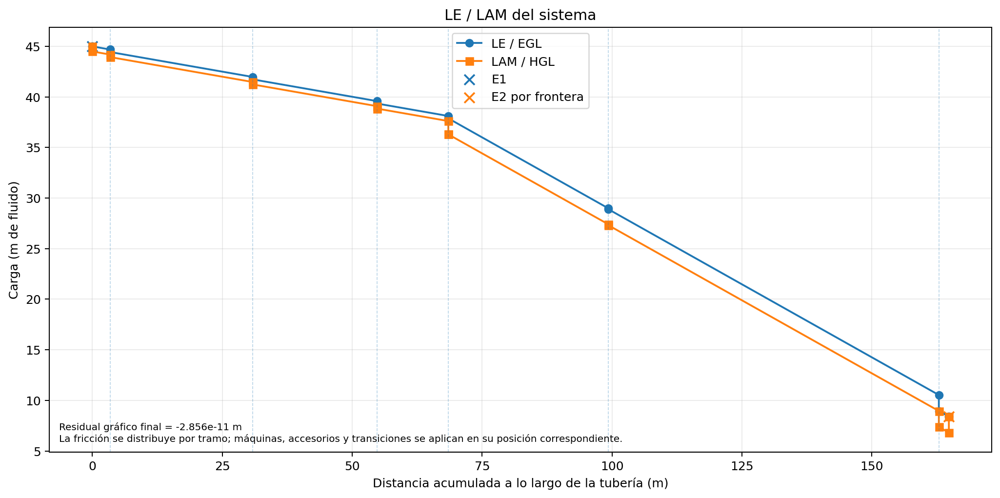 LE / LAM del sistema
LE / EGL
LAM / HGL
E1
E2 por frontera
Carga (m de fluido)
45
40
35
30
25
20
15
10
5
Residual gráfico final = -2.856e-11 m
La fricción se distribuye por tramo; máquinas, accesorios y transiciones se aplican en su posición correspondiente.
0
25
50
75
100
125
150
Distancia acumulada a lo largo de la tubería (m)